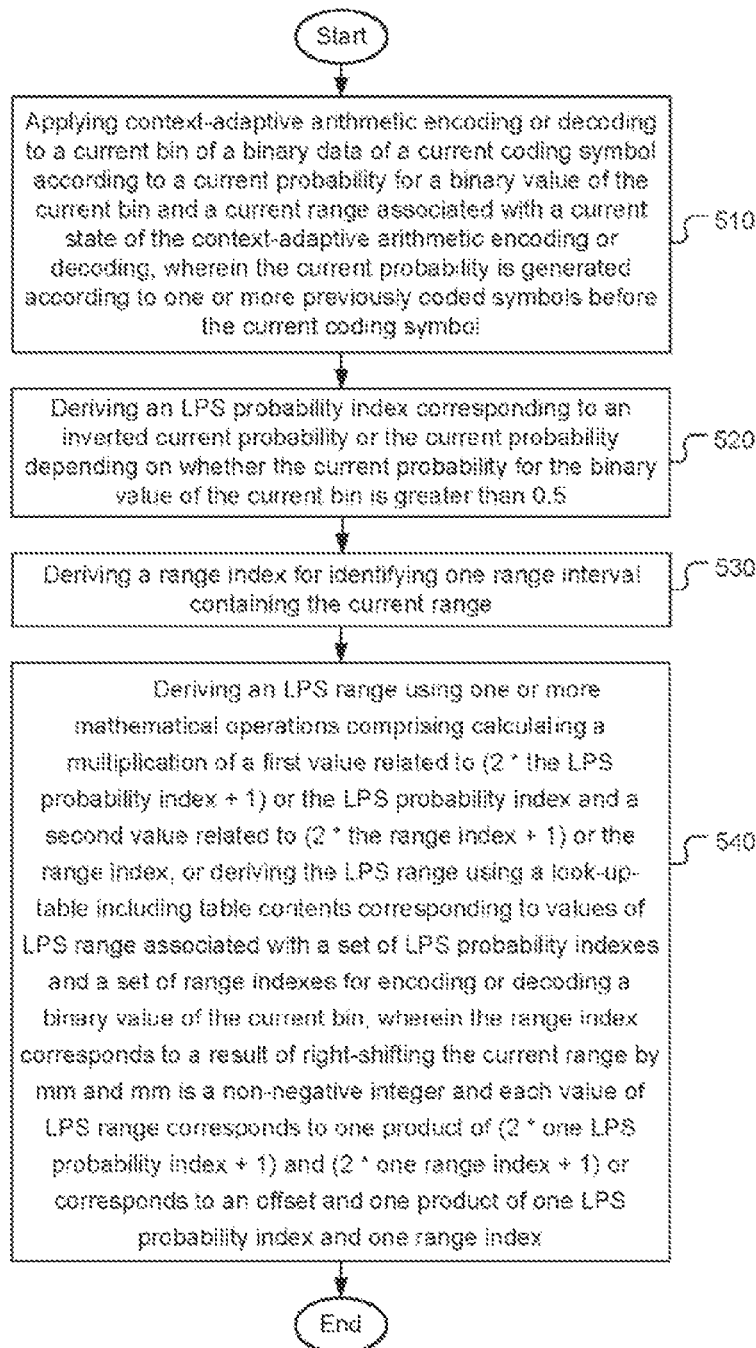 Start
Applying context-adaptive arithmetic encoding or decoding
to a current bin of a binary data of a current coding symbol
according to a current probability for a binary value of the
current bin and a current range associated with a current
state of the context-adaptive arithmetic encoding or
decoding, wherein the current probability is generated
according to one or more previously coded symbols before
the current coding symbol
510
Deriving an LPS probability index corresponding to an
inverted current probability or the current probability
depending on whether the current probability for the binary
value of the current bin is greater than 0.5
520
Deriving a range index for identifying one range interval
containing the current range
530
Deriving an LPS range using one or more
mathematical operations comprising calculating a
multiplication of a first value related to (2 * the LPS
probability index + 1) or the LPS probability index and a
second value related to (2 * the range index + 1) or the
range index, or deriving the LPS range using a look-up-
table including table contents corresponding to values of
LPS range associated with a set of LPS probability indexes
and a set of range indexes for encoding or decoding a
binary value of the current bin, wherein the range index
corresponds to a result of right-shifting the current range by
mm and mm is a non-negative integer and each value of
LPS range corresponds to one product of (2 * one LPS
probability index + 1) and (2 * one range index + 1) or
corresponds to an offset and one product of one LPS
probability index and one range index
540
End